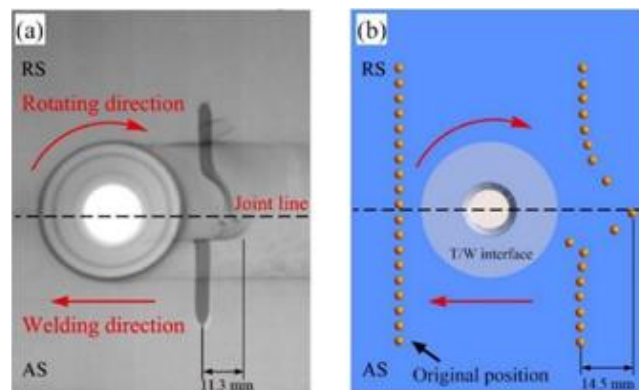 (a)
RS
Rotating direction
Joint line
Welding direction
AS
11.3 mm
(b)
RS
T/W interface
AS
Original position
14.5 mm